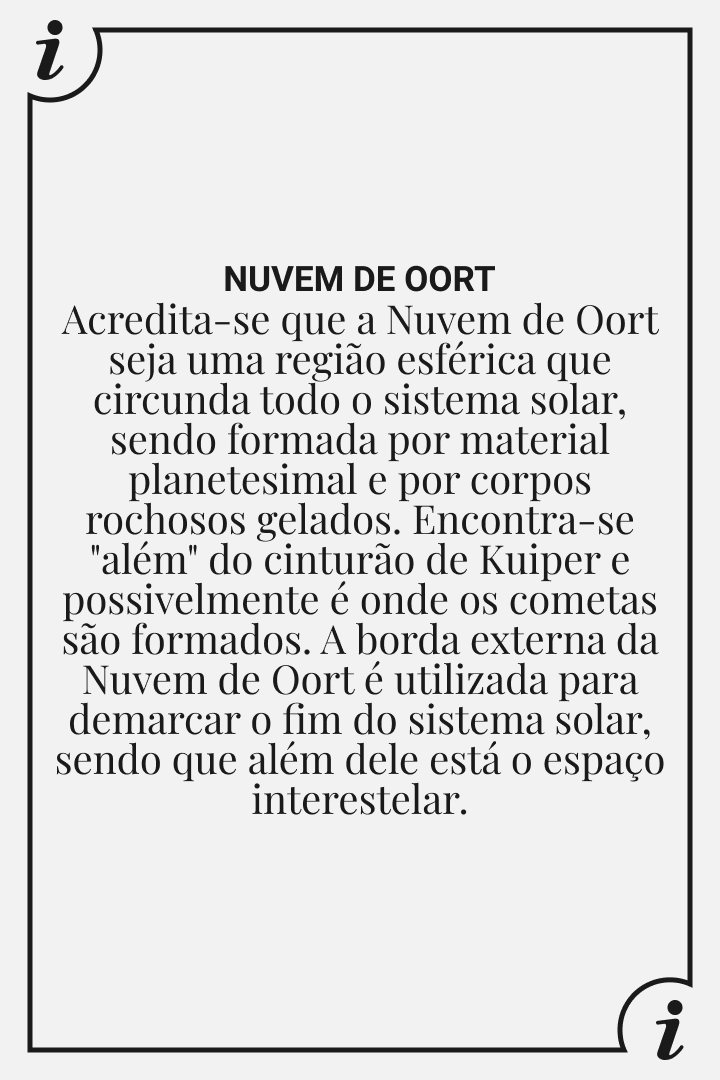 i
NUVEM DE OORT
Acredita-se que a Nuvem de Oort
seja uma região esférica que
circunda todo o sistema solar,
sendo formada por material
planetesimal e por corpos
rochosos gelados. Encontra-se
"além" do cinturão de Kuiper e
possivelmente é onde os cometas
são formados. A borda externa da
Nuvem de Oort é utilizada para
demarcar o fim do sistema solar,
sendo que além dele está o espaço
interestelar.
i